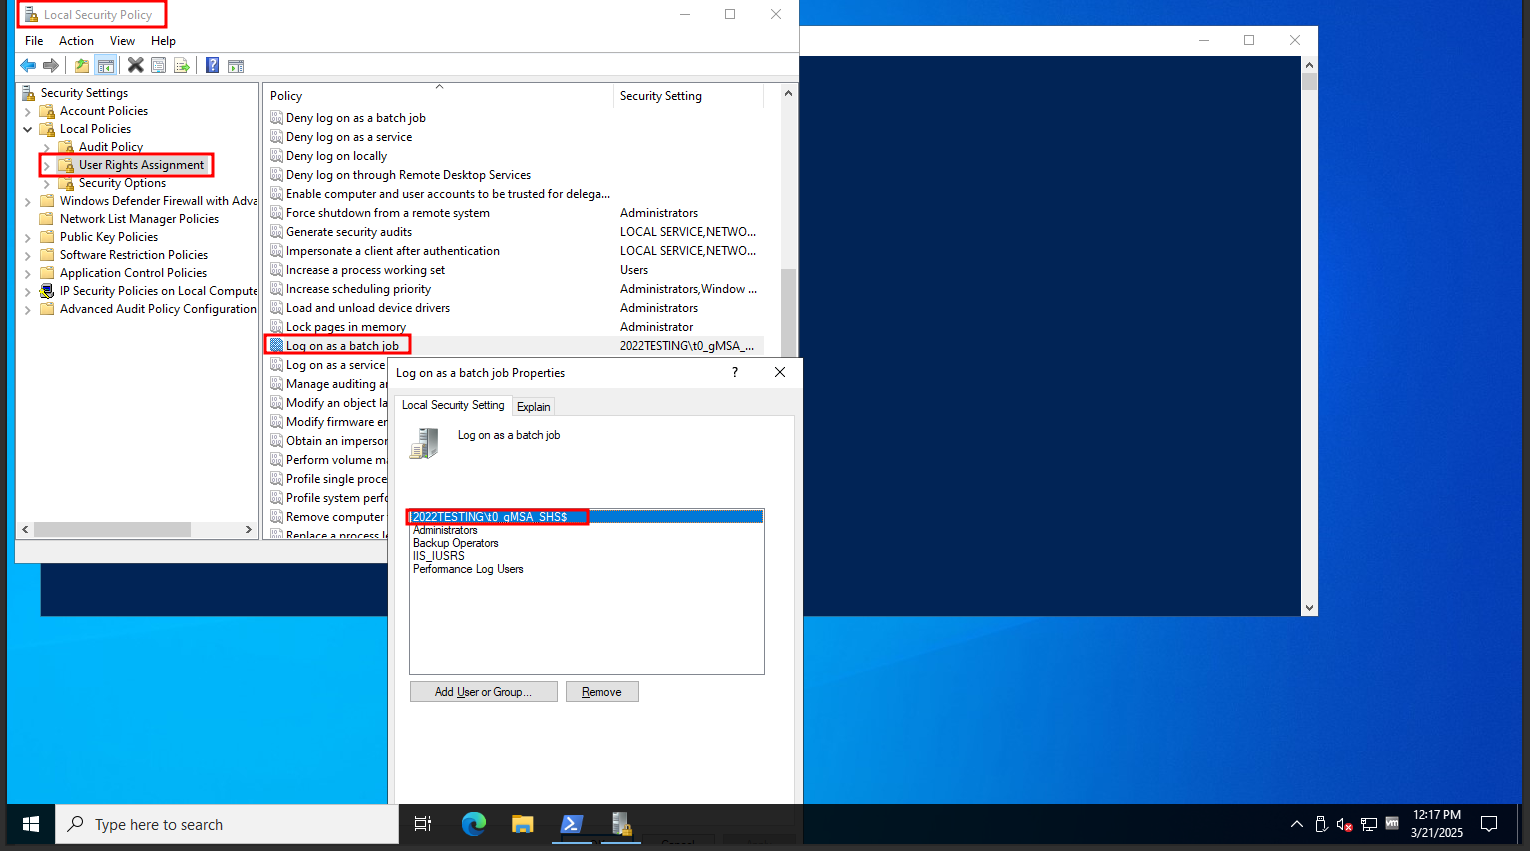 Local Security Policy
File Action View Help
Security Settings
Account Policies
Local Policies
Audit Policy
User Rights Assignment
Security Options
Windows Defender Firewall with Adva
Network List Manager Policies
Public Key Policies
Software Restriction Policies
Application Control Policies
IP Security Policies on Local Compute
Advanced Audit Policy Configuration
Policy Security Setting
Deny log on as a batch job
Deny log on as a service
Deny log on locally
Deny log on through Remote Desktop Services
Enable computer and user accounts to be trusted for delega...
Force shutdown from a remote system Administrators
Generate security audits LOCAL SERVICE,NETWO...
Impersonate a client after authentication LOCAL SERVICE,NETWO...
Increase a process working set Users
Increase scheduling priority Administrators,Window ...
Load and unload device drivers Administrators
Lock pages in memory Administrator
Log on as a batch job 2022TESTING\t0_gMSA_...
Log on as a service
Manage auditing a
Modify an object la
Modify firmware e
Obtain an imperso
Perform volume m
Profile single proce
Profile system perfo
Remove computer
Replace a process le
Log on as a batch job Properties
?
Local Security Setting Explain
Log on as a batch job
2022TESTING\t0_gMSA_SHS$
Administrators
Backup Operators
IIS_IUSRS
Performance Log Users
Add User or Group... Remove
Type here to search
vm
12:17 PM
3/21/2025